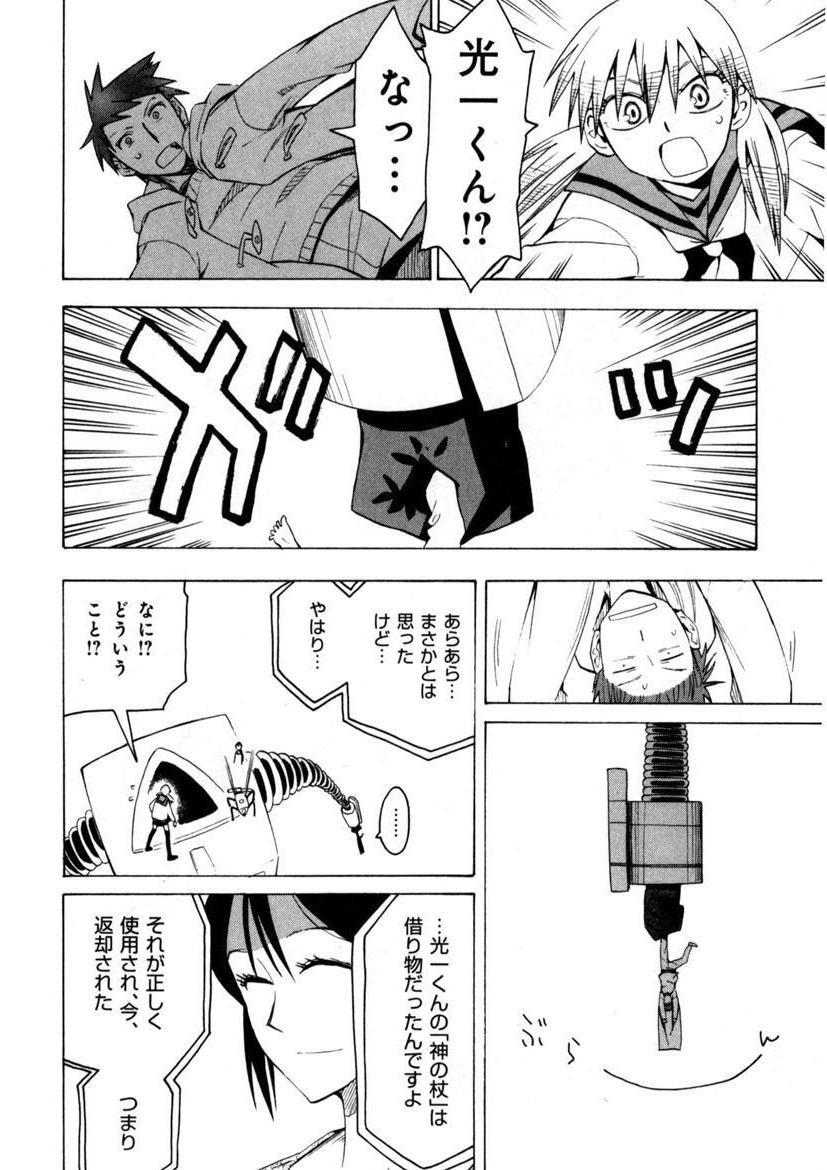 光一くん!?
なっ…
ズッ
ガッ
あらあら…
まさかとは
思った
けど…
やはり…
なに!?
どういう
こと!?
……
ぶらん
…光一くんの「神の杖」は
借り物だったんですよ
それが正しく
使用され、今、
返却された
つまり